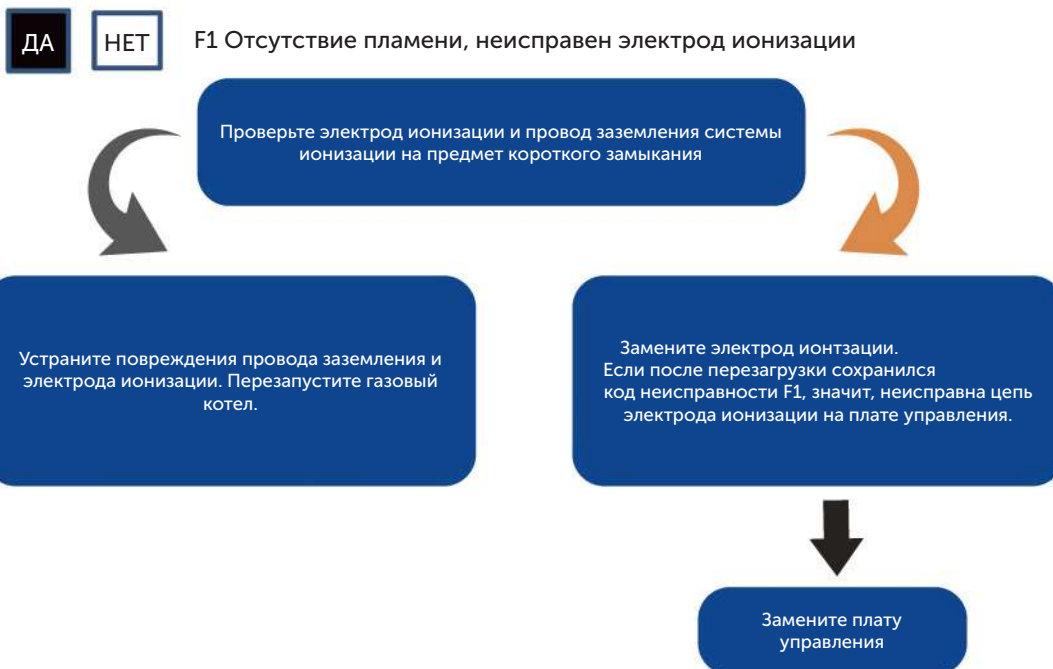 ДА
НЕТ
F1 Отсутствие пламени, неисправен электрод ионизации
Проверьте электрод ионизации и провод заземления системы
ионизации на предмет короткого замыкания
Устраните повреждения провода заземления и
электрода ионизации. Перезапустите газовый
котел.
Замените электрод ионтзации.
Если после перезагрузки сохранился
код неисправности F1, значит, неисправна цепь
электрода ионизации на плате управления.
Замените плату
управления